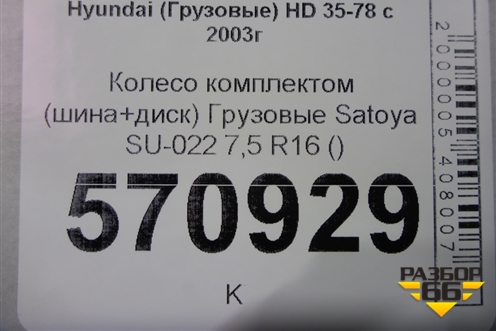 Hyundai (Грузовые) HD 35-78 с
2003г
Колесо комплектом
(шина+диск) Грузовые Satoya
SU-022 7,5 R16 ()
570929
К
2000005408007
РАЗБОР
66